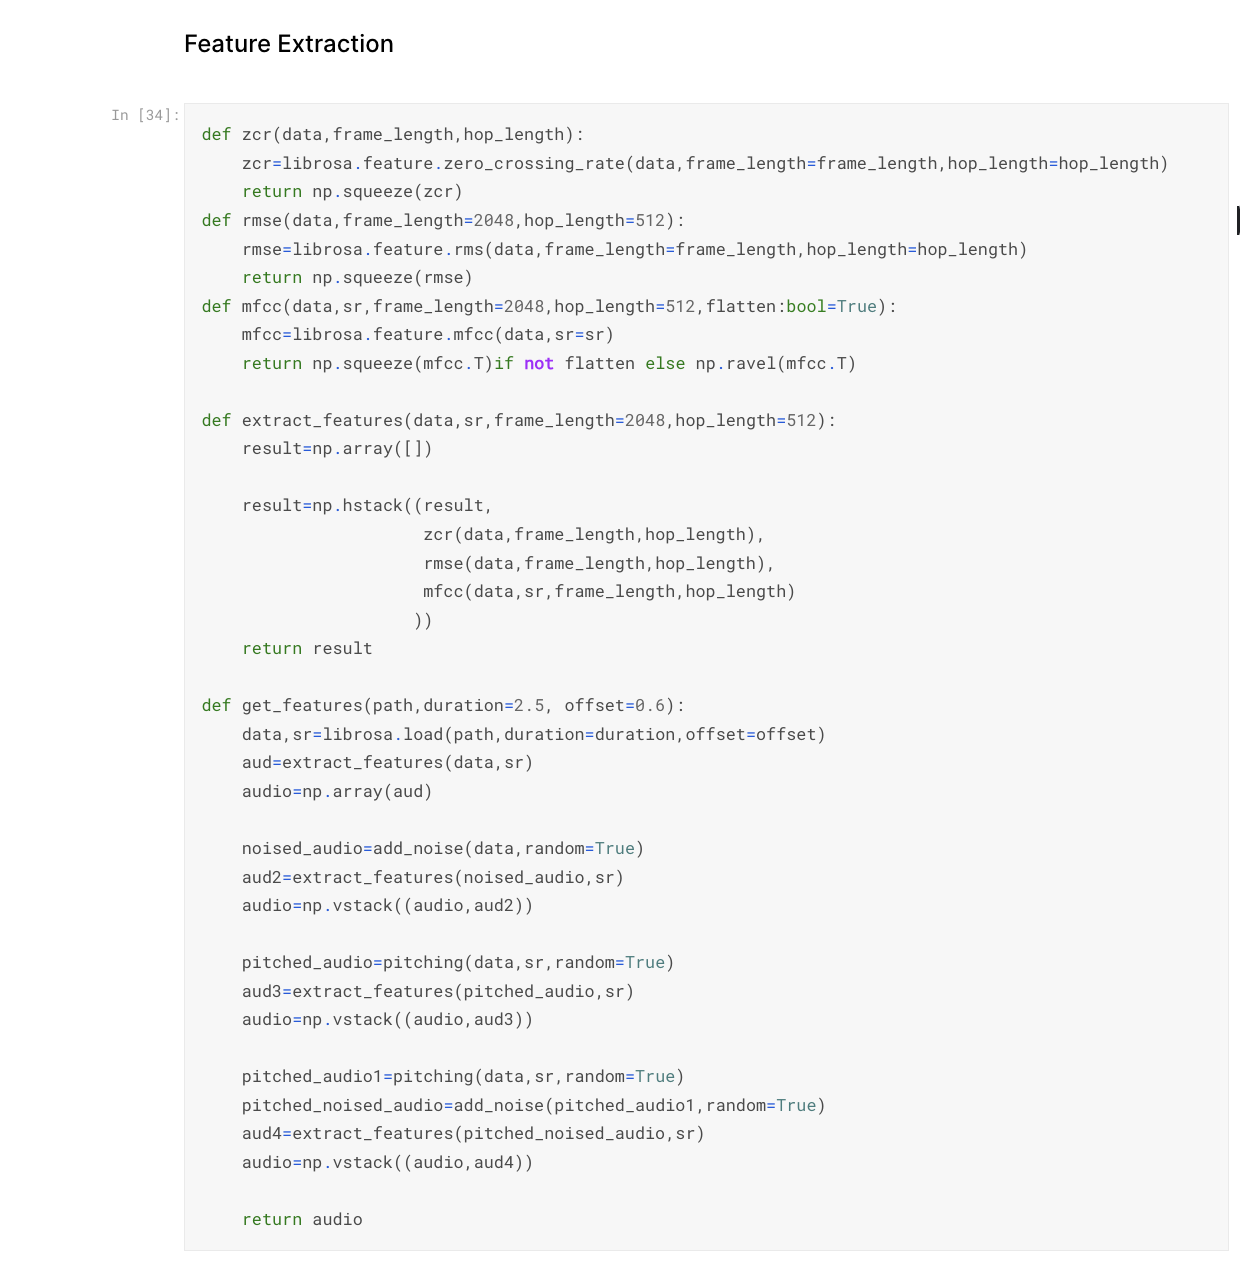 Feature Extraction
In [34]:
def zcr(data,frame_length,hop_length):
    zcr=librosa.feature.zero_crossing_rate(data,frame_length=frame_length,hop_length=hop_length)
    return np.squeeze(zcr)
def rmse(data,frame_length=2048,hop_length=512):
    rmse=librosa.feature.rms(data,frame_length=frame_length,hop_length=hop_length)
    return np.squeeze(rmse)
def mfcc(data,sr,frame_length=2048,hop_length=512,flatten:bool=True):
    mfcc=librosa.feature.mfcc(data,sr=sr)
    return np.squeeze(mfcc.T)if not flatten else np.ravel(mfcc.T)

def extract_features(data,sr,frame_length=2048,hop_length=512):
    result=np.array([])

    result=np.hstack((result,
                      zcr(data,frame_length,hop_length),
                      rmse(data,frame_length,hop_length),
                      mfcc(data,sr,frame_length,hop_length)
                     ))
    return result

def get_features(path,duration=2.5, offset=0.6):
    data,sr=librosa.load(path,duration=duration,offset=offset)
    aud=extract_features(data,sr)
    audio=np.array(aud)

    noised_audio=add_noise(data,random=True)
    aud2=extract_features(noised_audio,sr)
    audio=np.vstack((audio,aud2))

    pitched_audio=pitching(data,sr,random=True)
    aud3=extract_features(pitched_audio,sr)
    audio=np.vstack((audio,aud3))

    pitched_audio1=pitching(data,sr,random=True)
    pitched_noised_audio=add_noise(pitched_audio1,random=True)
    aud4=extract_features(pitched_noised_audio,sr)
    audio=np.vstack((audio,aud4))

    return audio